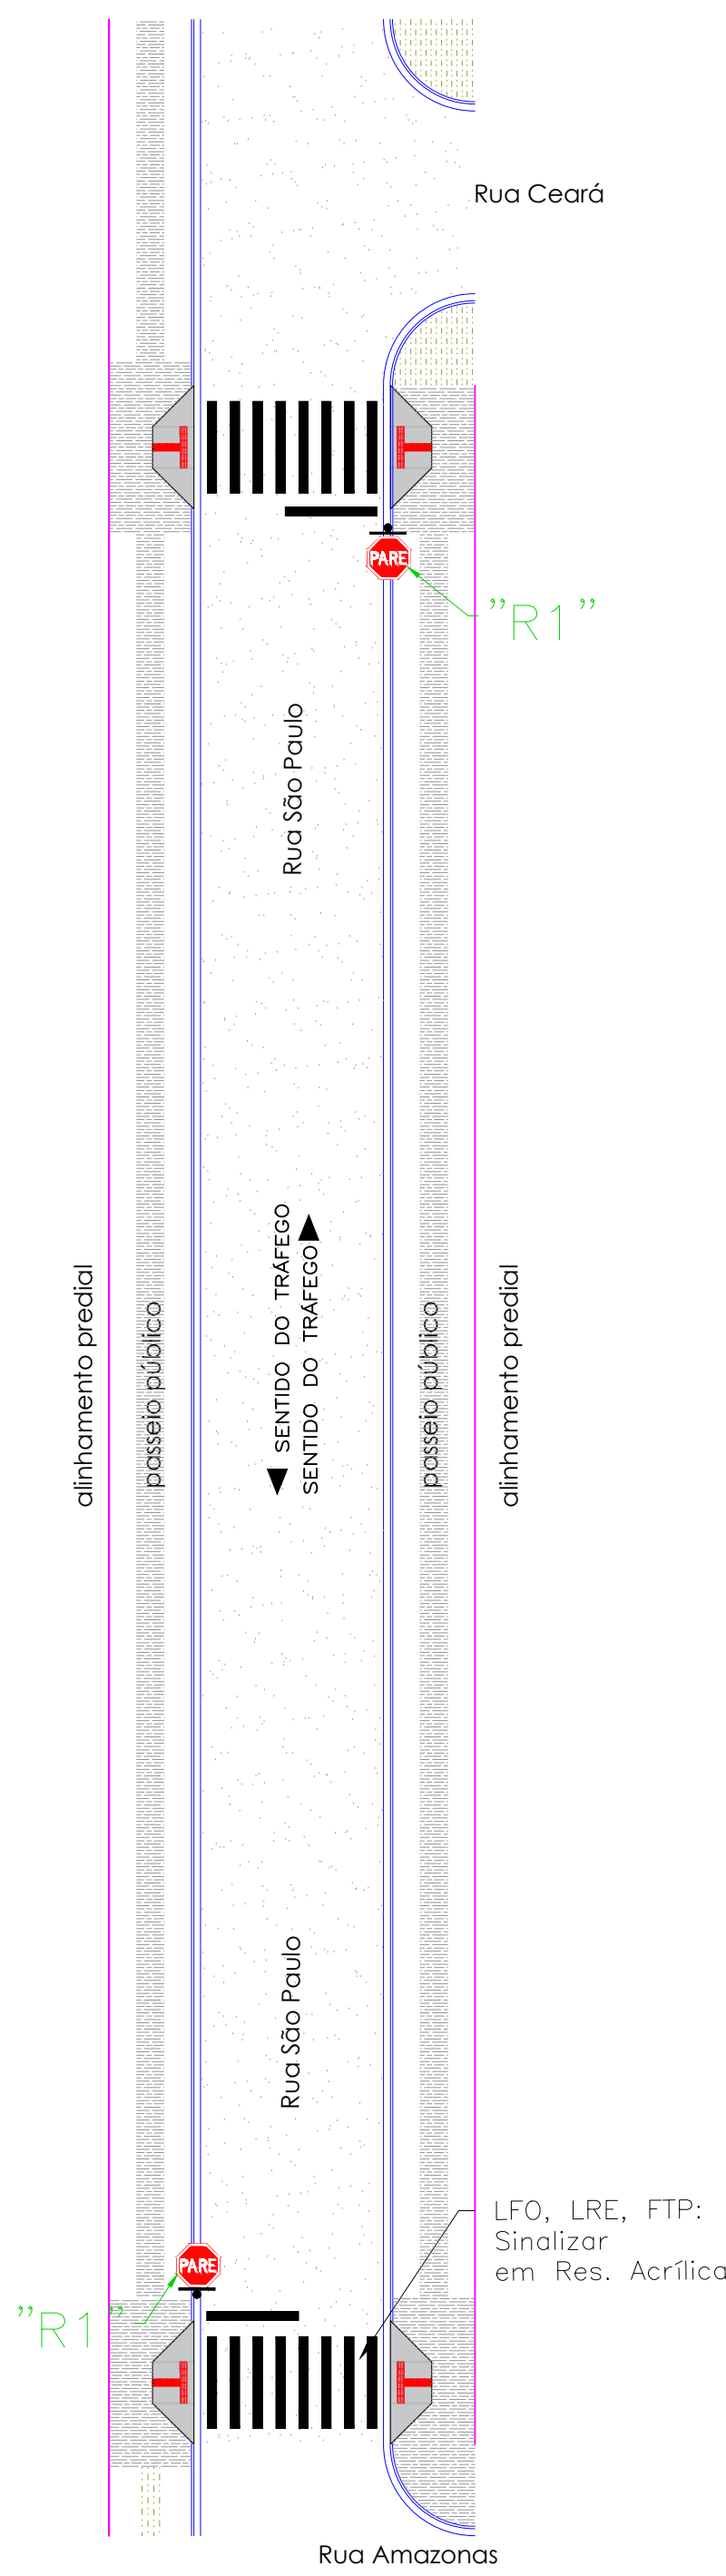 Rua Ceará
PARE
"R1"
Rua São Paulo
SENTIDO DO TRÁFEGO
SENTIDO DO TRÁFEGO
alinhamento predial
passeio público
passeio público
alinhamento predial
Rua São Paulo
LFO, LRE, FTP:
Sinalizar
em Res. Acrílica
PARE
"R1"
Rua Amazonas